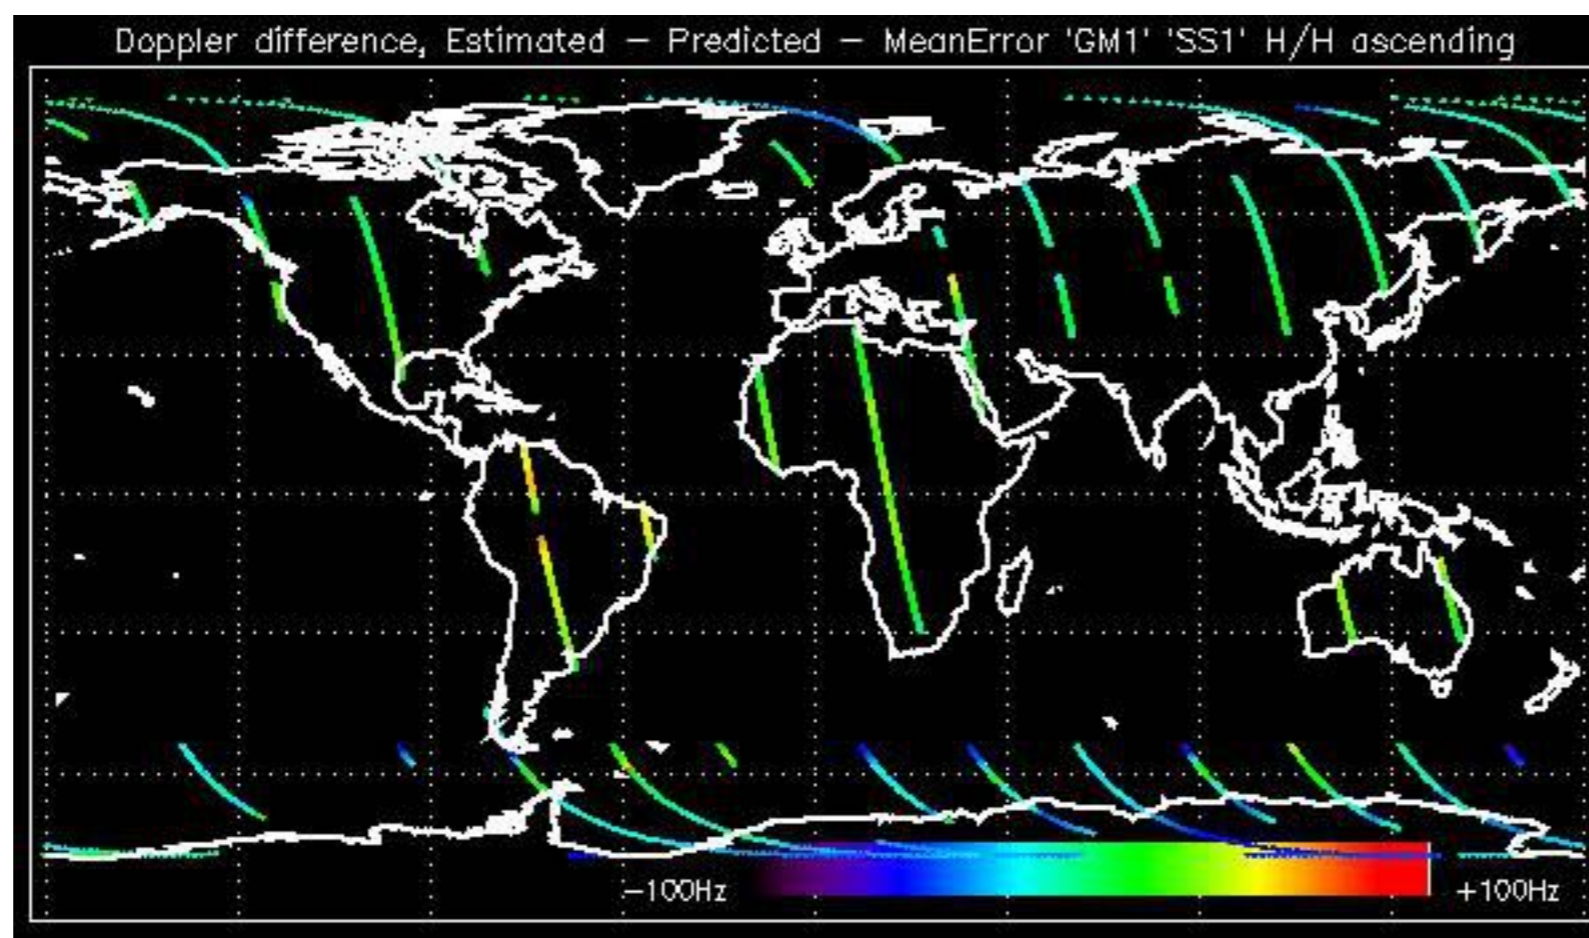 Doppler difference, Estimated – Predicted – MeanError 'GM1' 'SS1' H/H ascending
–100Hz +100Hz